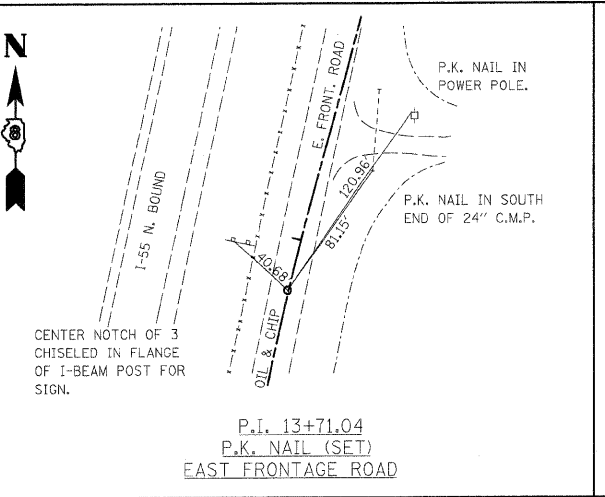 N
8
P.K. NAIL IN
POWER POLE.
E. FRONT. ROAD
I-55 N. BOUND
120.96'
81.15'
40.68'
P.K. NAIL IN SOUTH
END OF 24" C.M.P.
OIL & CHIP
CENTER NOTCH OF 3
CHISELED IN FLANGE
OF I-BEAM POST FOR
SIGN.
P.I. 13+71.04
P.K. NAIL (SET)
EAST FRONTAGE ROAD